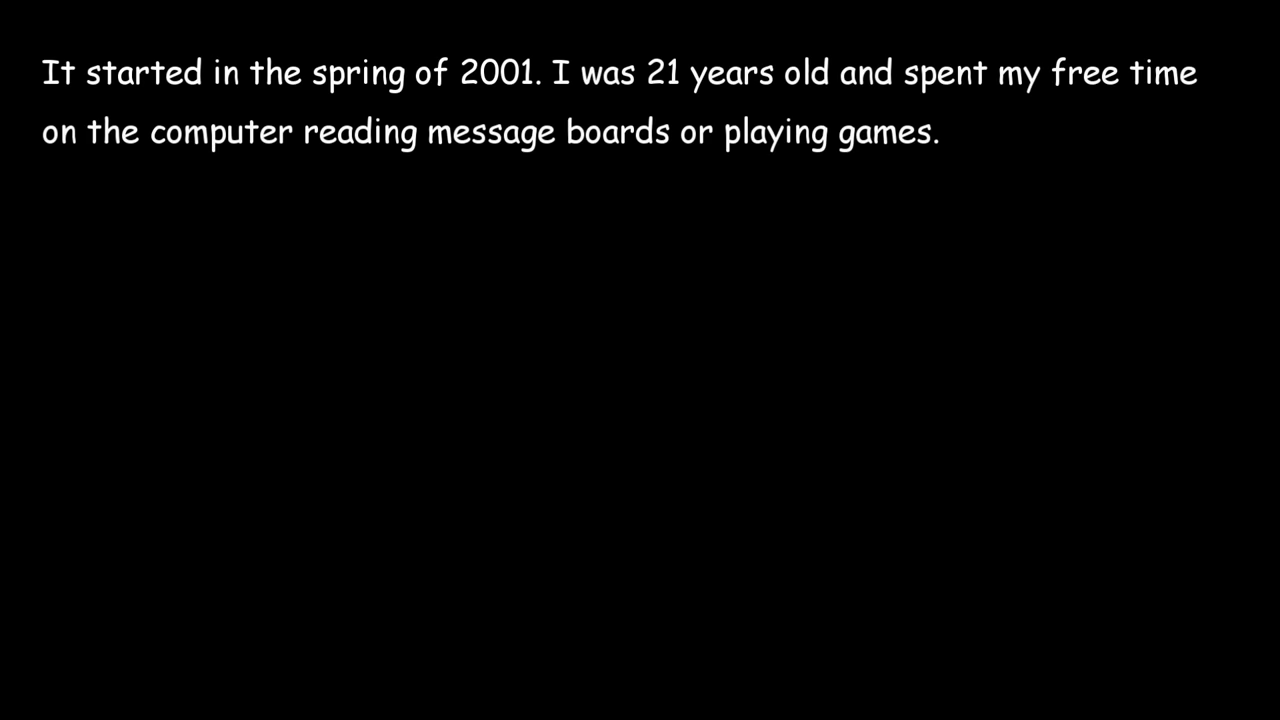 It started in the spring of 2001. I was 21 years old and spent my free time
on the computer reading message boards or playing games.